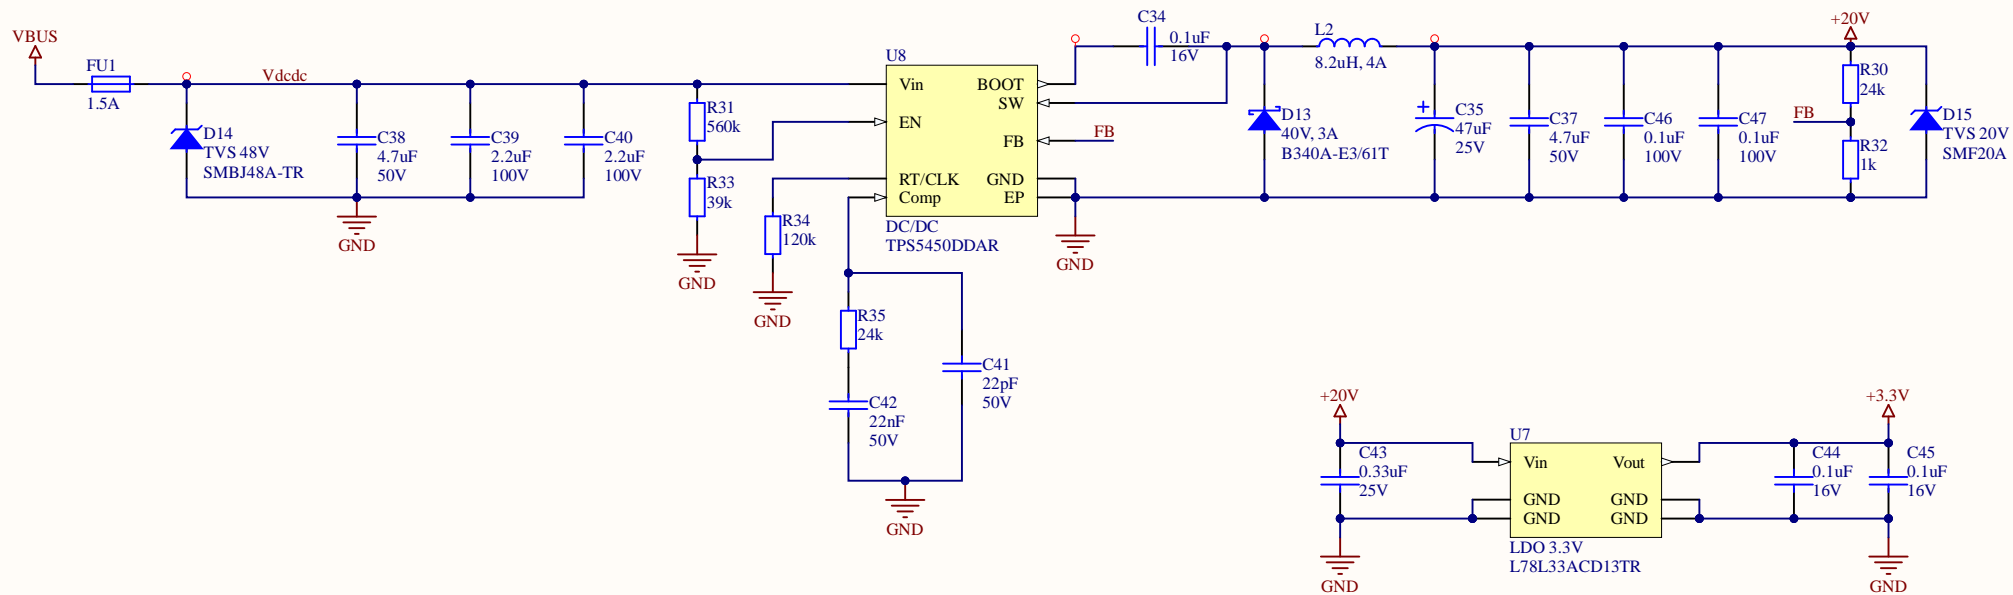 VBUS
FU1
1.5A
Vdcdc
D14
TVS 48V
SMBJ48A-TR
C38
4.7uF
50V
C39
2.2uF
100V
C40
2.2uF
100V
R31
560k
R33
39k
GND
GND
R34
120k
GND
U8
Vin
EN
RT/CLK
Comp
BOOT
SW
FB
GND
EP
DC/DC
TPS5450DDAR
FB
GND
R35
24k
C42
22nF
50V
C41
22pF
50V
GND
C34
0.1uF
16V
L2
8.2uH, 4A
D13
40V, 3A
B340A-E3/61T
C35
47uF
25V
C37
4.7uF
50V
C46
0.1uF
100V
C47
0.1uF
100V
+20V
R30
24k
FB
R32
1k
D15
TVS 20V
SMF20A
+20V
C43
0.33uF
25V
GND
U7
Vin
GND
GND
Vout
GND
GND
LDO 3.3V
L78L33ACD13TR
+3.3V
C44
0.1uF
16V
C45
0.1uF
16V
GND